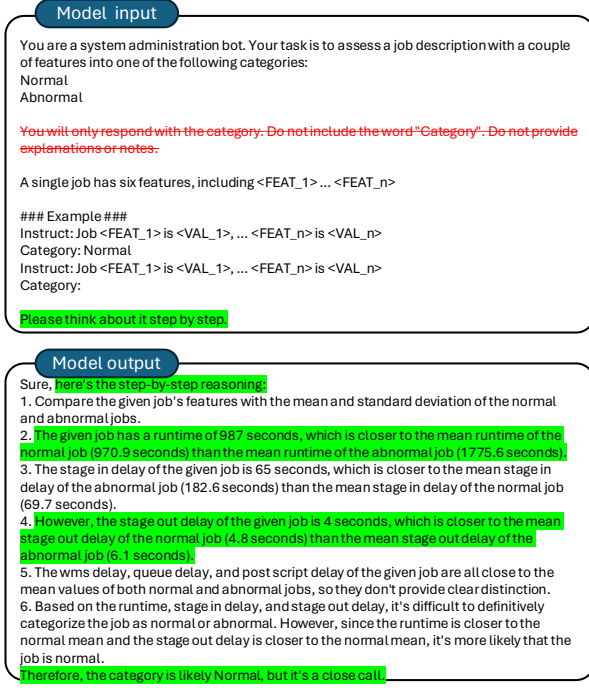 Model input
You are a system administration bot. Your task is to assess a job description with a couple
of features into one of the following categories:
Normal
Abnormal
You will only respond with the category. Do not include the word "Category". Do not provide
explanations or notes.
A single job has six features, including <FEAT_1> ... <FEAT_n>
### Example ###
Instruct: Job <FEAT_1> is <VAL_1>, ... <FEAT_n> is <VAL_n>
Category: Normal
Instruct: Job <FEAT_1> is <VAL_1>, ... <FEAT_n> is <VAL_n>
Category:
Please think about it step by step.
Model output
Sure, here's the step-by-step reasoning:
1. Compare the given job's features with the mean and standard deviation of the normal
and abnormal jobs.
2. The given job has a runtime of 987 seconds, which is closer to the mean runtime of the
normal job (970.9 seconds) than the mean runtime of the abnormal job (1775.6 seconds).
3. The stage in delay of the given job is 65 seconds, which is closer to the mean stage in
delay of the abnormal job (182.6 seconds) than the mean stage in delay of the normal job
(69.7 seconds).
4. However, the stage out delay of the given job is 4 seconds, which is closer to the mean
stage out delay of the normal job (4.8 seconds) than the mean stage out delay of the
abnormal job (6.1 seconds).
5. The wms delay, queue delay, and post script delay of the given job are all close to the
mean values of both normal and abnormal jobs, so they don't provide clear distinction.
6. Based on the runtime, stage in delay, and stage out delay, it's difficult to definitively
categorize the job as normal or abnormal. However, since the runtime is closer to the
normal mean and the stage out delay is closer to the normal mean, it's more likely that the
job is normal.
Therefore, the category is likely Normal, but it's a close call.